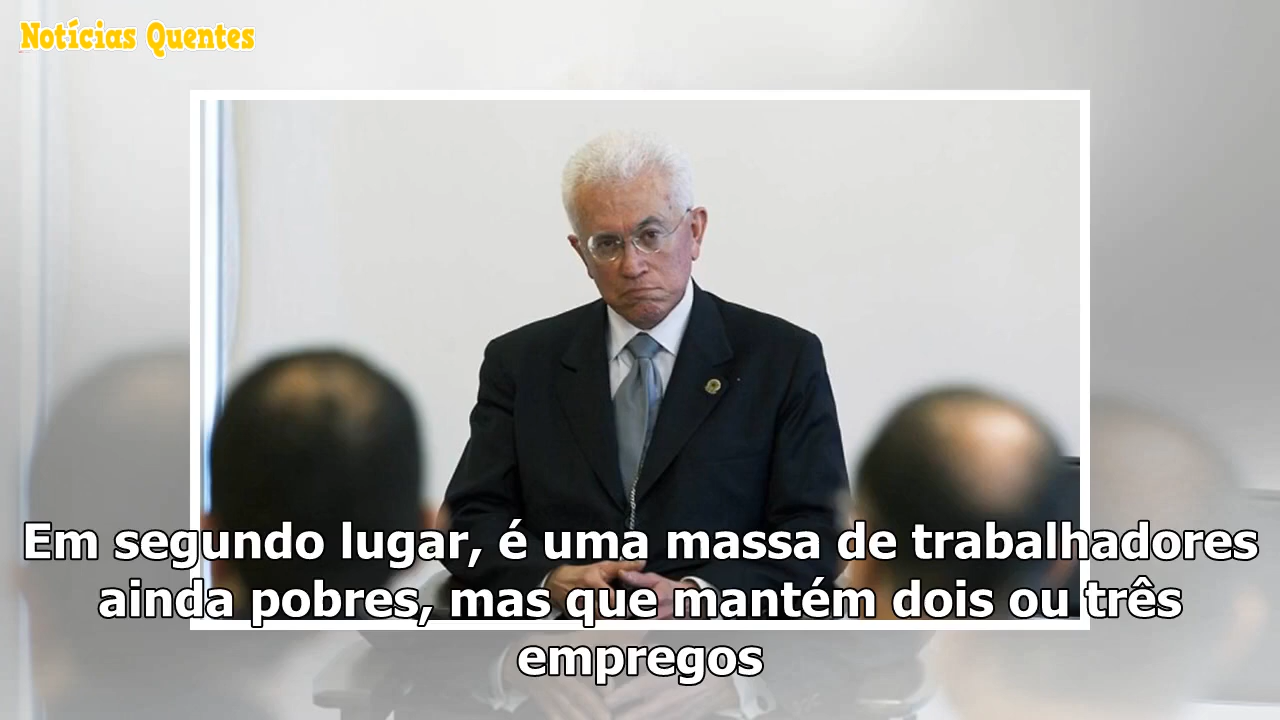 Notícias Quentes
Em segundo lugar, é uma massa de trabalhadores
ainda pobres, mas que mantém dois ou três
empregos